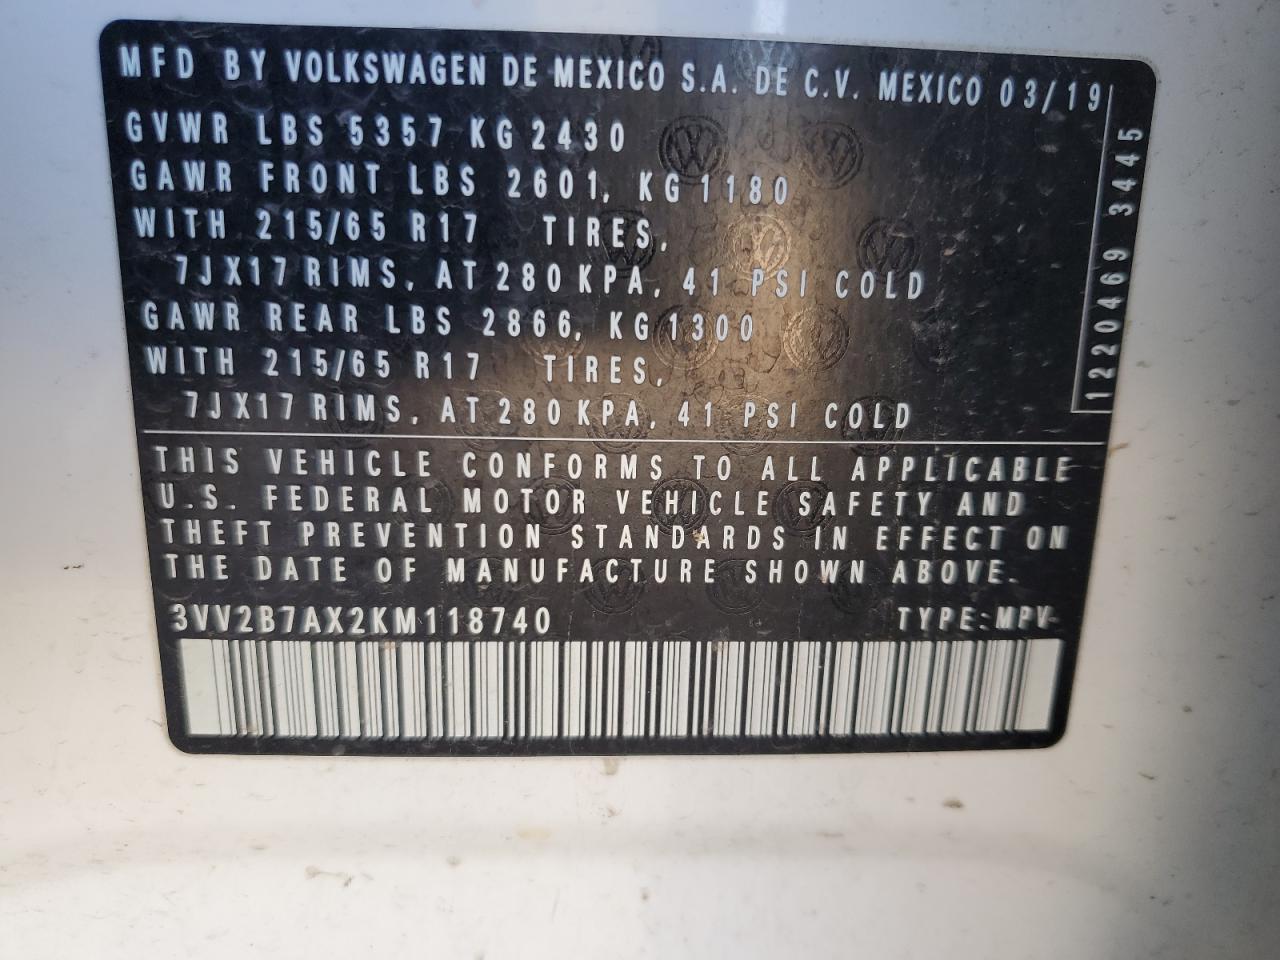 MFD BY VOLKSWAGEN DE MEXICO S.A. DE C.V. MEXICO 03/19
GVWR LBS 5357 KG 2430
GAWR FRONT LBS 2601, KG 1180
WITH 215/65 R17 TIRES,
7JX17 RIMS, AT 280 KPA, 41 PSI COLD
GAWR REAR LBS 2866, KG 1300
WITH 215/65 R17 TIRES,
7JX17 RIMS, AT 280 KPA, 41 PSI COLD
1220469 3445
THIS VEHICLE CONFORMS TO ALL APPLICABLE
U.S. FEDERAL MOTOR VEHICLE SAFETY AND
THEFT PREVENTION STANDARDS IN EFFECT ON
THE DATE OF MANUFACTURE SHOWN ABOVE.
3VV2B7AX2KM118740 TYPE: MPV